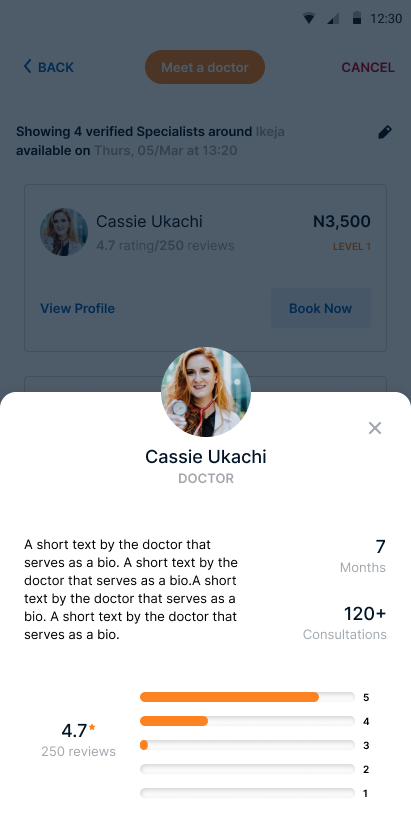 12:30
BACK
Meet a doctor
CANCEL
Showing 4 verified Specialists around Ikeja
available on Thurs, 05/Mar at 13:20
Cassie Ukachi
N3,500
4.7 rating/250 reviews
LEVEL 1
View Profile
Book Now
Cassie Ukachi
DOCTOR
A short text by the doctor that
serves as a bio. A short text by the
doctor that serves as a bio.A short
text by the doctor that serves as a
bio. A short text by the doctor that
serves as a bio.
7
Months
120+
Consultations
4.7
250 reviews
5
4
3
2
1